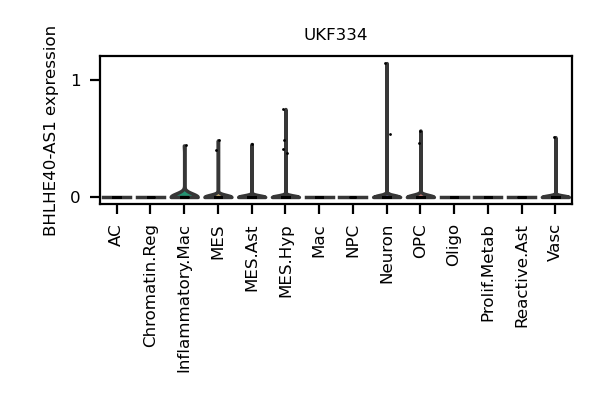 UKF334
BHLHE40-AS1 expression
1
0
AC
Chromatin.Reg
Inflammatory.Mac
MES
MES.Ast
MES.Hyp
Mac
NPC
Neuron
OPC
Oligo
Prolif.Metab
Reactive.Ast
Vasc